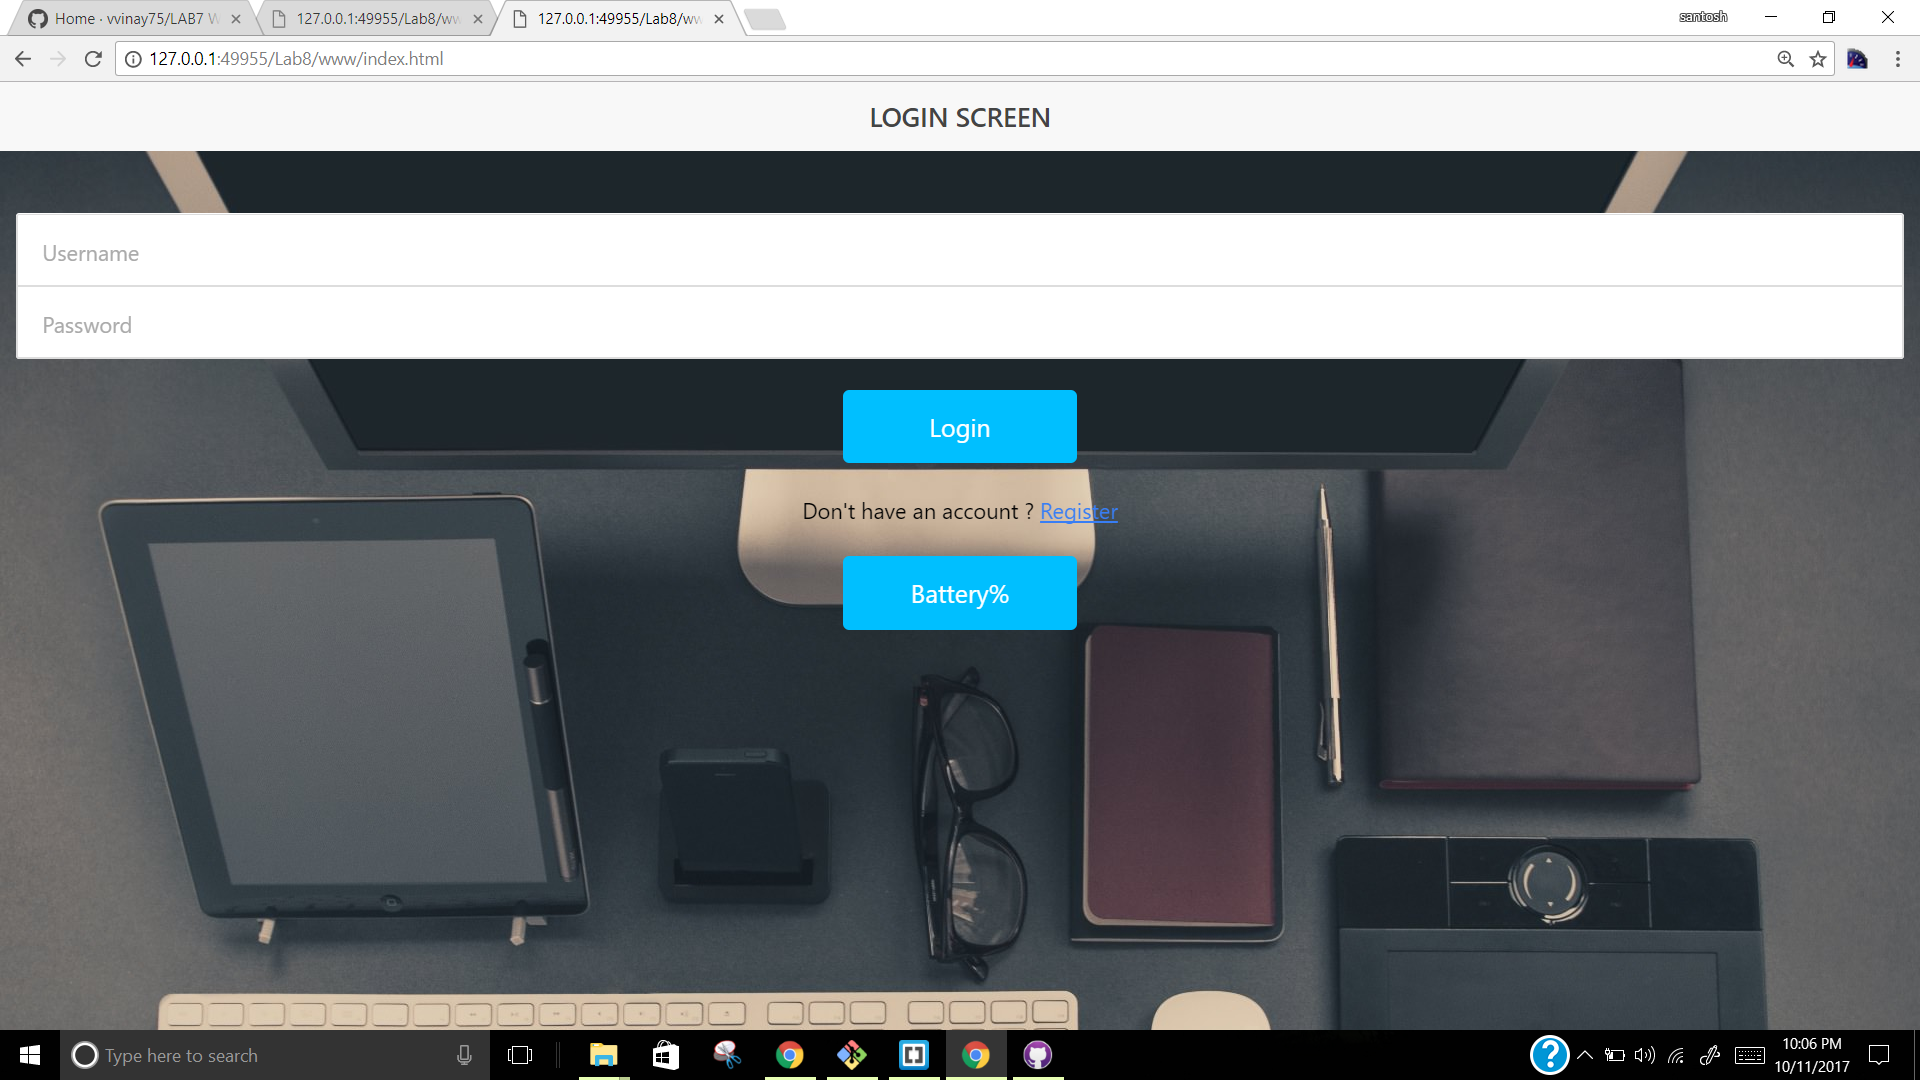 Home · vvinay75/LAB7 W
127.0.0.1:49955/Lab8/ww
127.0.0.1:49955/Lab8/ww
santosh
127.0.0.1:49955/Lab8/www/index.html
LOGIN SCREEN
Username
Password
Login
Don't have an account ? Register
Battery%
Type here to search
10:06 PM
10/11/2017